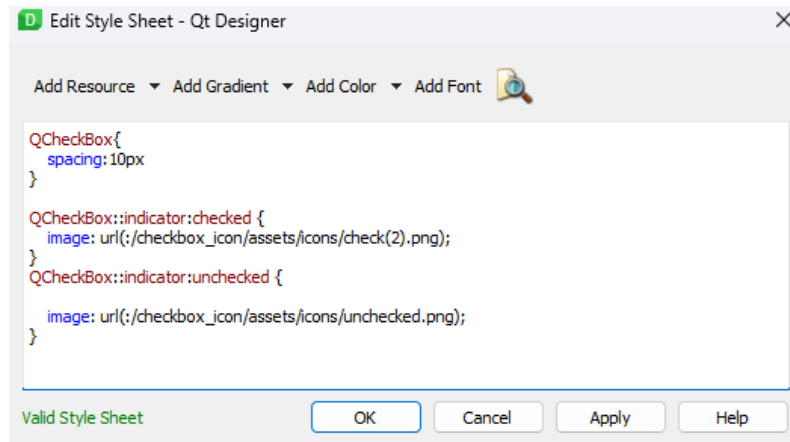 Edit Style Sheet - Qt Designer
Add Resource Add Gradient Add Color Add Font
QCheckBox{
spacing:10px
}
QCheckBox::indicator:checked {
image: url(:/checkbox_icon/assets/icons/check(2).png);
}
QCheckBox::indicator:unchecked {
image: url(:/checkbox_icon/assets/icons/unchecked.png);
}
Valid Style Sheet OK Cancel Apply Help